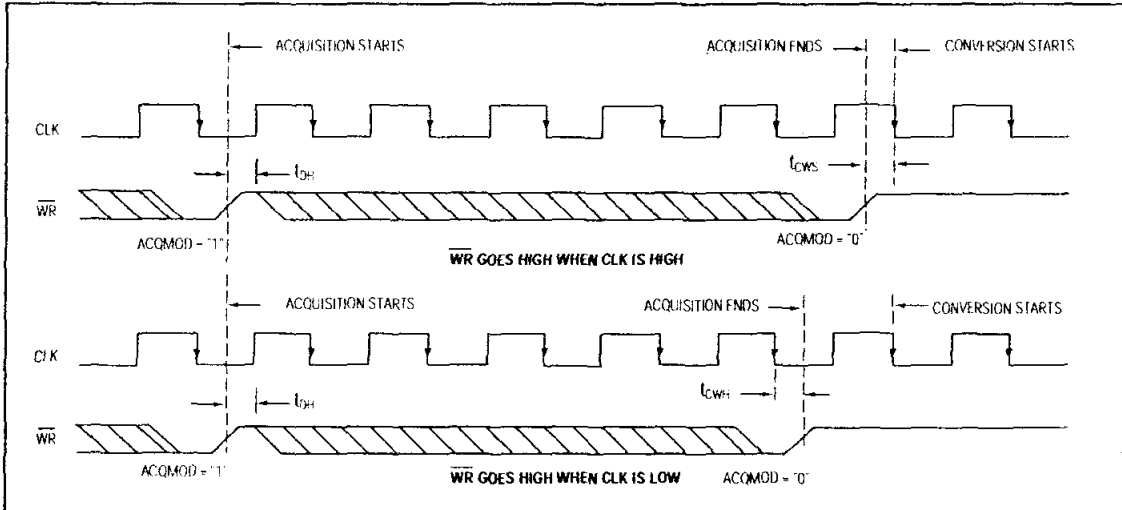 ACQUISITION STARTS
ACQUISITION ENDS
CONVERSION STARTS
CLK
tCWS
tDH
WR
ACQMOD = "1"
ACQMOD = "0"
WR GOES HIGH WHEN CLK IS HIGH
ACQUISITION STARTS
ACQUISITION ENDS
CONVERSION STARTS
CLK
tDH
tCWH
WR
ACQMOD = "1"
WR GOES HIGH WHEN CLK IS LOW
ACQMOD = "0"